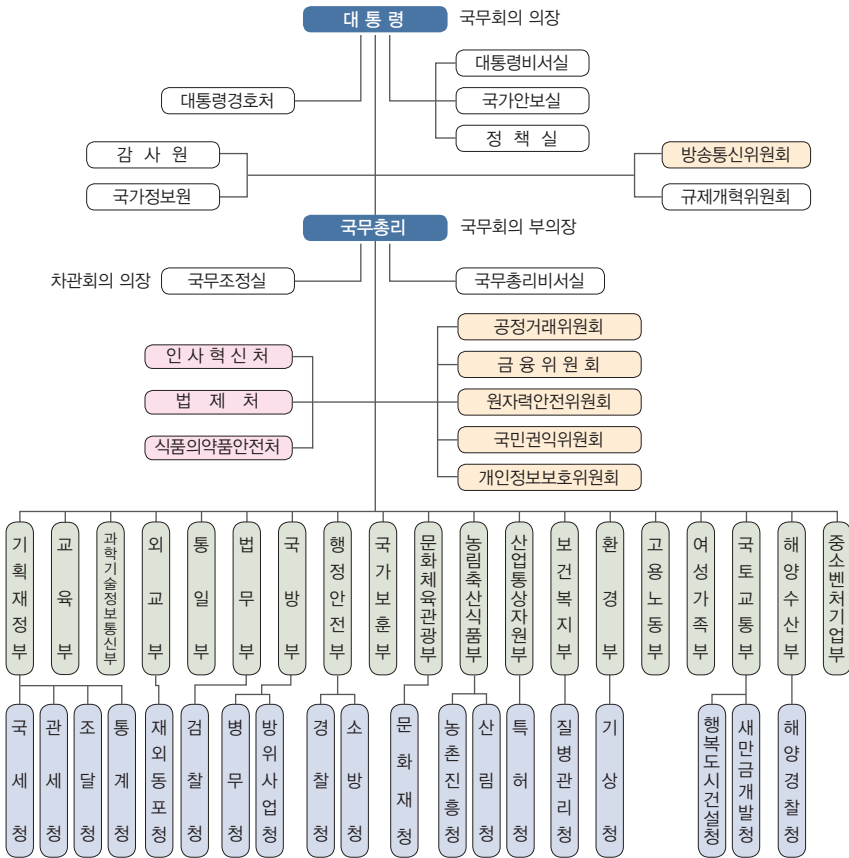 대통령
국무회의 의장
대통령비서실
대통령경호처
국가안보실
정책실
감사원
방송통신위원회
국가정보원
규제개혁위원회
국무총리
국무회의 부의장
차관회의 의장
국무조정실
국무총리비서실
공정거래위원회
인사혁신처
금융위원회
법제처
원자력안전위원회
국민권익위원회
식품의약품안전처
개인정보보호위원회
기획재정부
교육부
과학기술정보통신부
외교부
통일부
법무부
국방부
행정안전부
국가보훈부
문화체육관광부
농림축산식품부
산업통상자원부
보건복지부
환경부
고용노동부
여성가족부
국토교통부
해양수산부
중소벤처기업부
국세청
관세청
조달청
통계청
재외동포청
검찰청
병무청
방위사업청
경찰청
소방청
문화재청
농촌진흥청
산림청
특허청
질병관리청
기상청
행복도시건설청
새만금개발청
해양경찰청